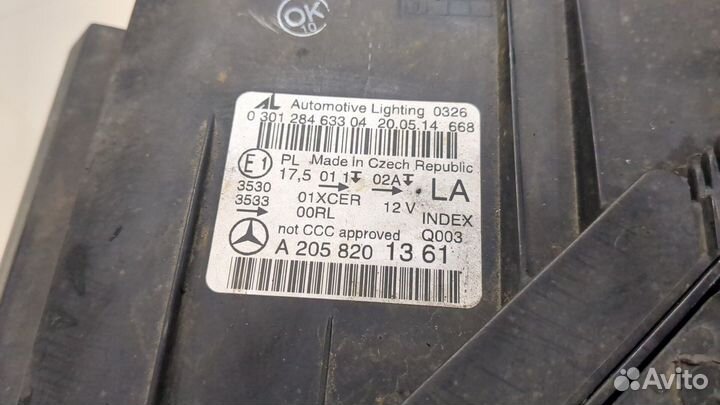 OK
10
AL Automotive Lighting 0326
0 301 284 633 04 20.05.14 668
E1 PL Made in Czech Republic
17,5 01 1 02A LA
3530
3533 01XCER 12 V INDEX
00RL
not CCC approved Q003
A 205 820 1361
Avito